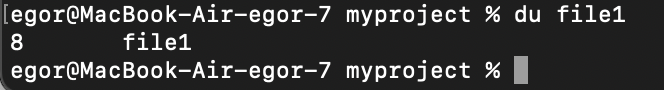 [egor@MacBook-Air-egor-7 myproject % du file1
8       file1
egor@MacBook-Air-egor-7 myproject %